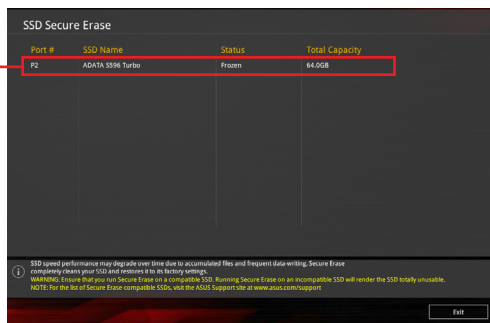 SSD Secure Erase
Port # SSD Name Status Total Capacity
P2 ADATA S596 Turbo Frozen 64.0GB
SSD speed performance may degrade over time due to accumulated files and frequent data-writing. Secure Erase
completely cleans your SSD and restores it to its factory settings.
WARNING: Ensure that you run Secure Erase on a compatible SSD. Running Secure Erase on an incompatible SSD will render the SSD totally unusable.
NOTE: For the list of Secure Erase-compatible SSDs, visit the ASUS Support site at www.asus.com/support
Exit